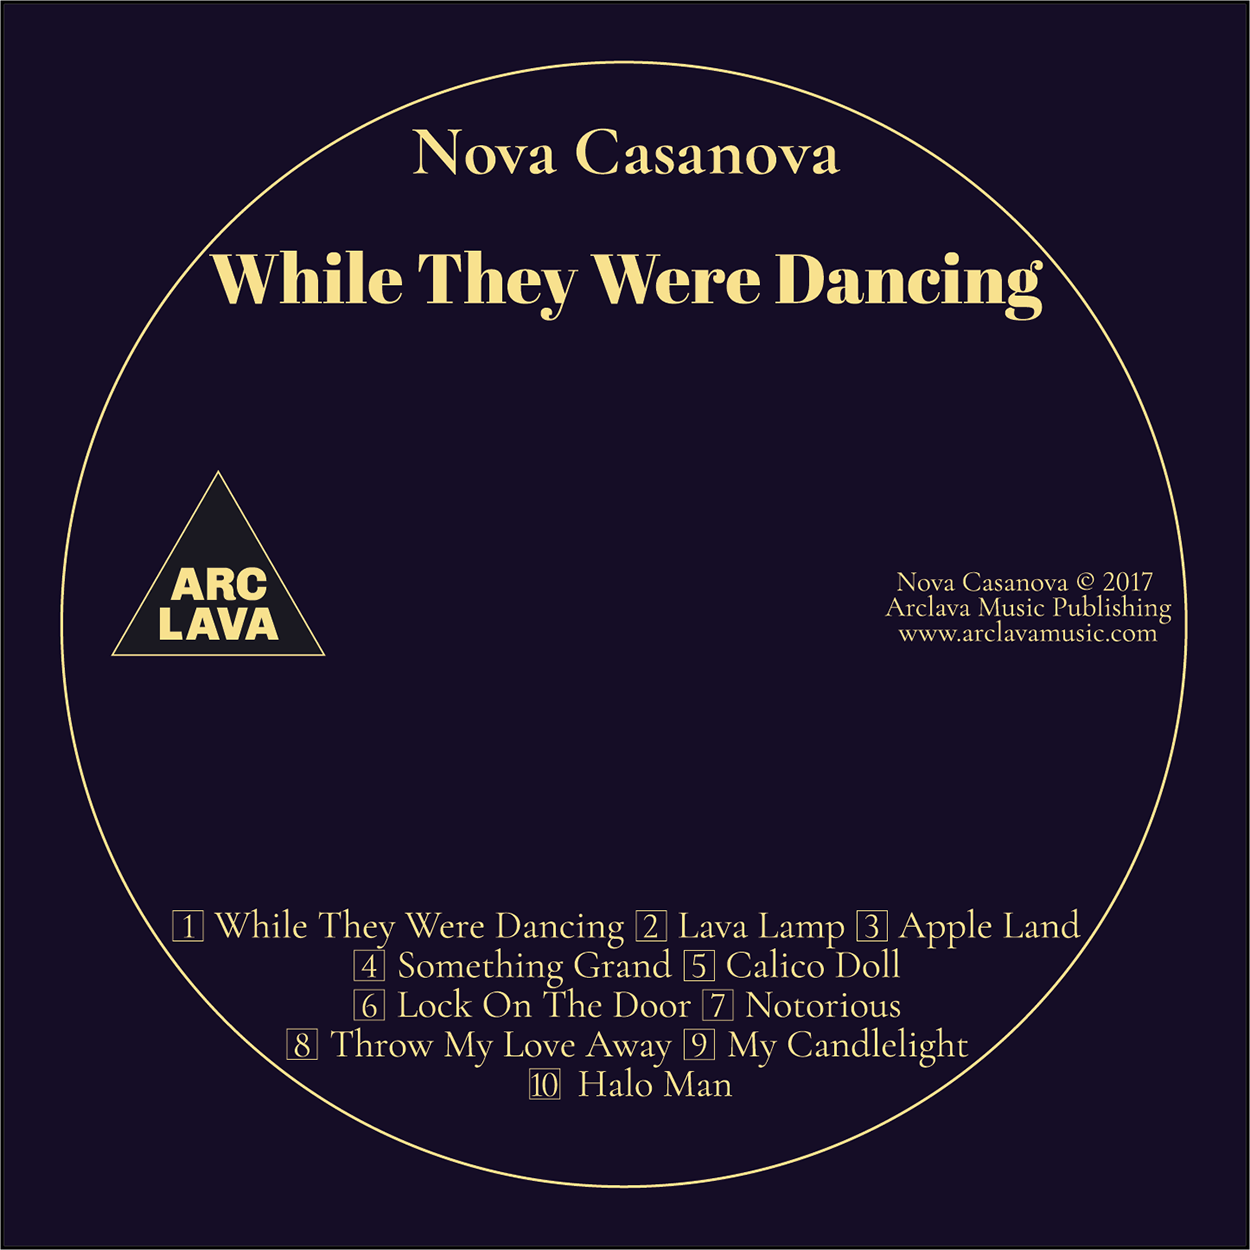 Nova Casanova
While They Were Dancing
ARC
LAVA
Nova Casanova © 2017
Arclava Music Publishing
www.arclavamusic.com
1 While They Were Dancing 2 Lava Lamp 3 Apple Land
4 Something Grand 5 Calico Doll
6 Lock On The Door 7 Notorious
8 Throw My Love Away 9 My Candlelight
10 Halo Man